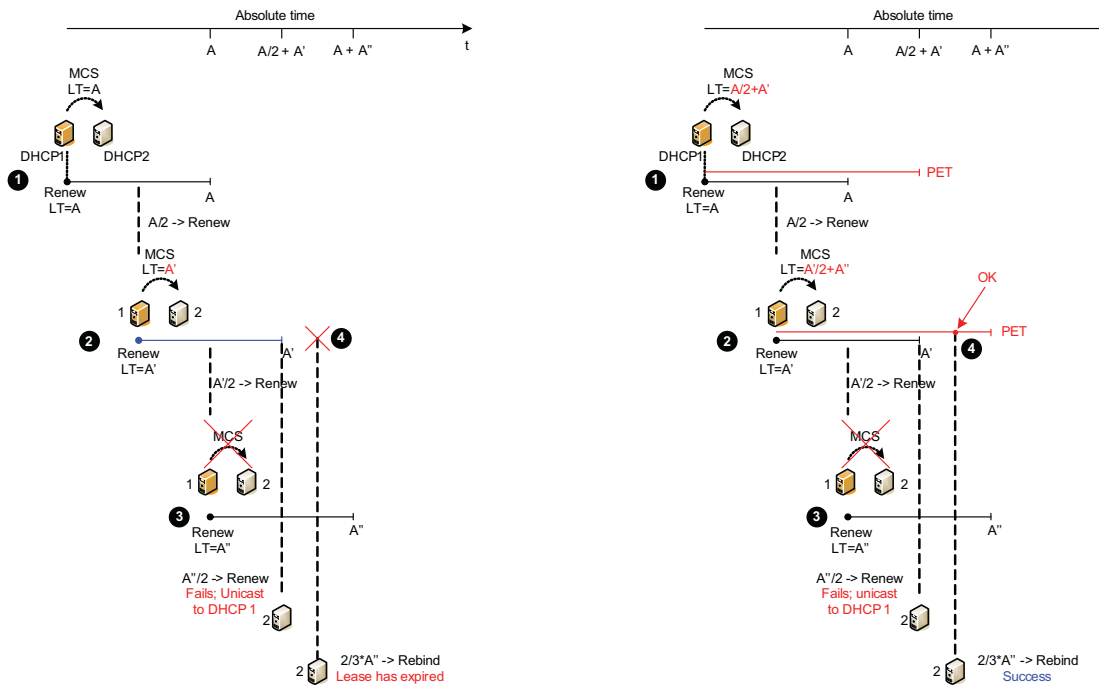 Absolute time
A
A/2 + A'
A + A''
t
MCS
LT=A
DHCP1
DHCP2
1
Renew
LT=A
A
A/2 -> Renew
MCS
LT=A'
1
2
2
Renew
LT=A'
A'
4
A'/2 -> Renew
MCS
1
2
3
Renew
LT=A''
A''
A''/2 -> Renew
Fails; Unicast
to DHCP 1
2
2
2/3*A'' -> Rebind
Lease has expired
Absolute time
A
A/2 + A'
A + A''
MCS
LT=A/2+A'
DHCP1
DHCP2
1
PET
Renew
LT=A
A
A/2 -> Renew
MCS
LT=A'/2+A''
OK
1
2
PET
2
Renew
LT=A'
A'
4
A'/2 -> Renew
MCS
1
2
3
Renew
LT=A''
A''
A''/2 -> Renew
Fails; unicast
to DHCP 1
2
2
2/3*A'' -> Rebind
Success